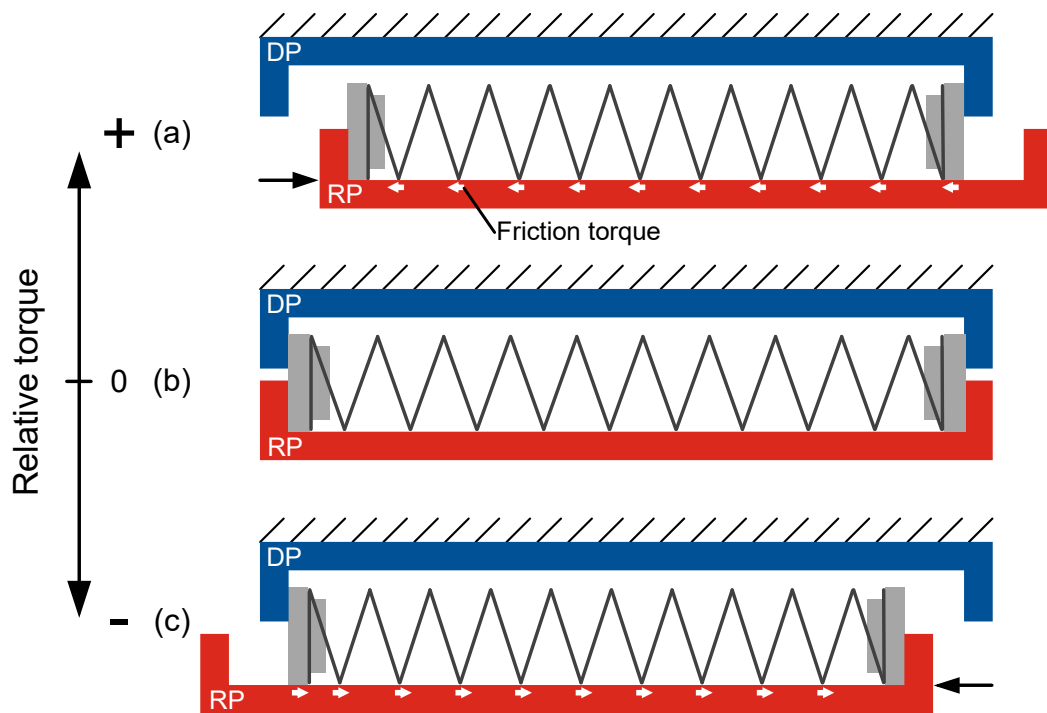 DP
+ (a)
RP
Friction torque
DP
Relative torque
0 (b)
RP
DP
- (c)
RP